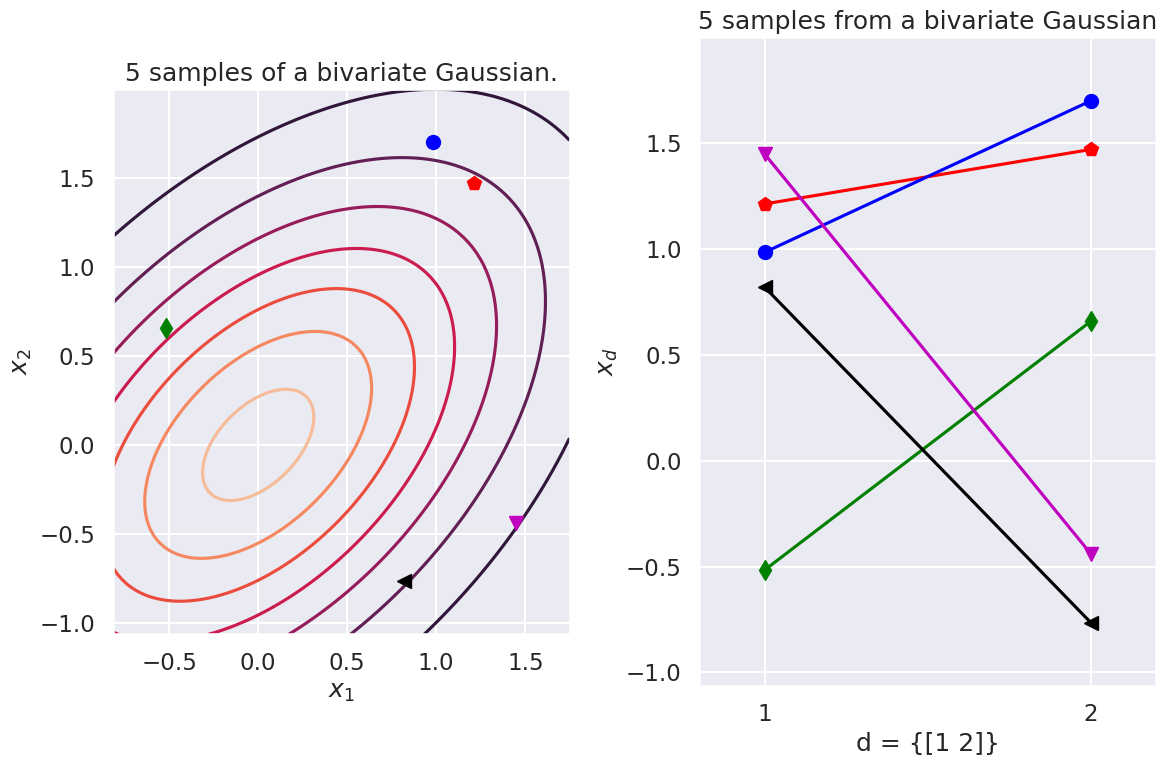 5 samples of a bivariate Gaussian.
1.5
1.0
0.5
0.0
−0.5
−1.0
x₂
−0.5 0.0 0.5 1.0 1.5
x₁
5 samples from a bivariate Gaussian
1.5
1.0
0.5
0.0
−0.5
−1.0
x_d
1 2
d = {[1 2]}